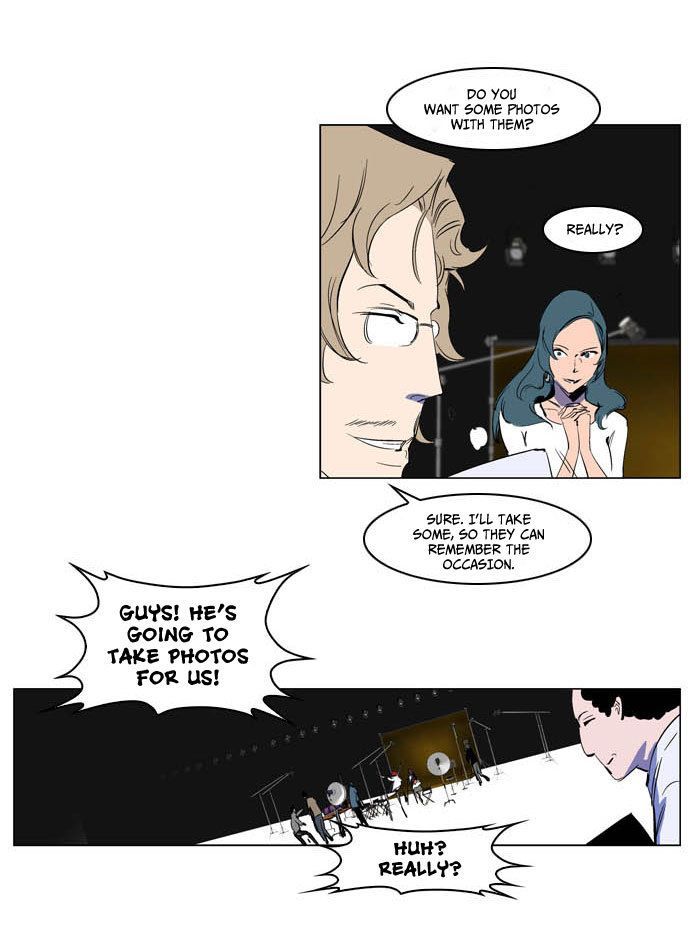 DO YOU
WANT SOME PHOTOS
WITH THEM?
REALLY?
SURE. I'LL TAKE
SOME, SO THEY CAN
REMEMBER THE
OCCASION.
GUYS! HE'S
GOING TO
TAKE PHOTOS
FOR US!
HUH?
REALLY?